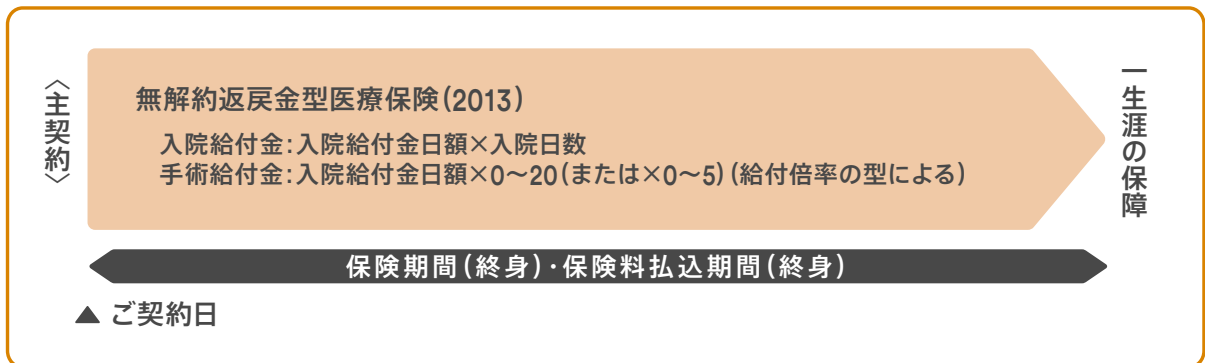 〈主契約〉
無解約返戻金型医療保険(2013)
入院給付金:入院給付金日額×入院日数
手術給付金:入院給付金日額×0〜20(または×0〜5)(給付倍率の型による)
一生涯の保障
保険期間(終身)・保険料払込期間(終身)
▲ ご契約日